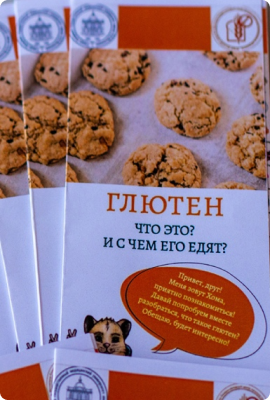 ГЛЮТЕН
ЧТО ЭТО?
И С ЧЕМ ЕГО ЕДЯТ?
Привет, друг!
Меня зовут Хома,
приятно познакомиться!
Давай попробуем вместе
разобраться, что такое глютен?
Обещаю, будет интересно!